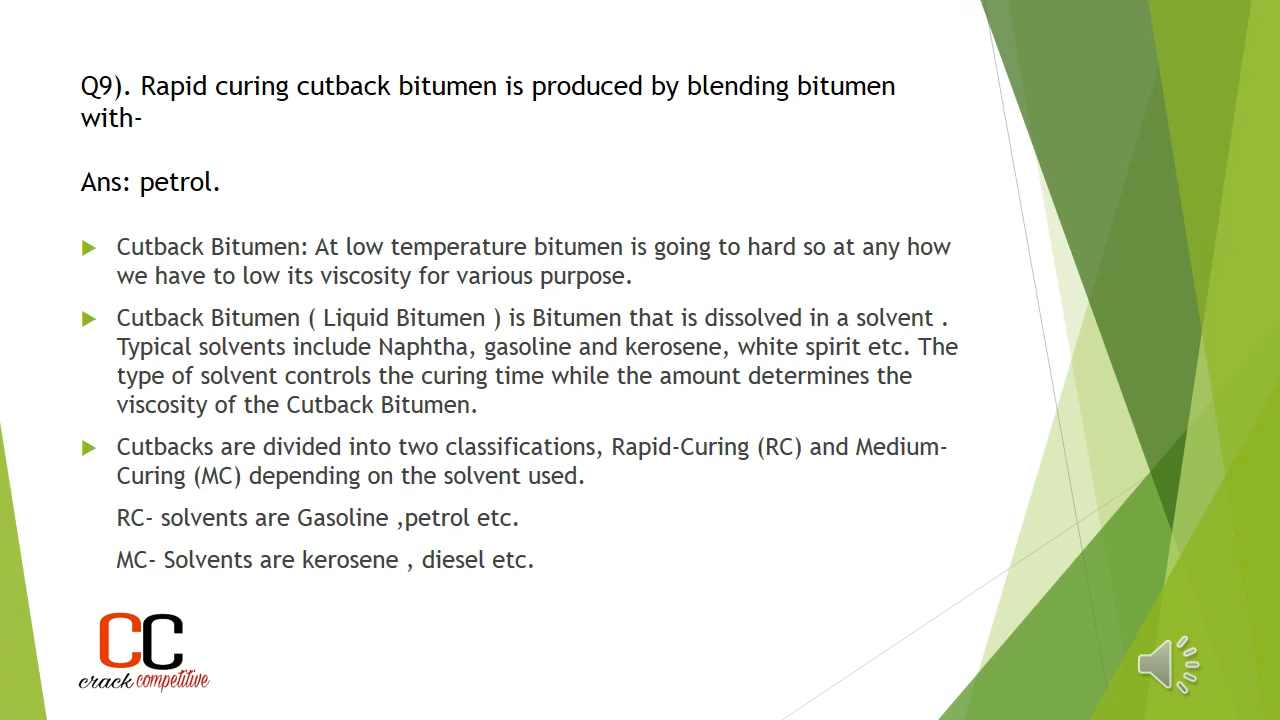 Q9). Rapid curing cutback bitumen is produced by blending bitumen
with-
Ans: petrol.
Cutback Bitumen: At low temperature bitumen is going to hard so at any how
we have to low its viscosity for various purpose.
Cutback Bitumen ( Liquid Bitumen ) is Bitumen that is dissolved in a solvent .
Typical solvents include Naphtha, gasoline and kerosene, white spirit etc. The
type of solvent controls the curing time while the amount determines the
viscosity of the Cutback Bitumen.
Cutbacks are divided into two classifications, Rapid-Curing (RC) and Medium-
Curing (MC) depending on the solvent used.
RC- solvents are Gasoline ,petrol etc.
MC- Solvents are kerosene , diesel etc.
CC
crack competitive